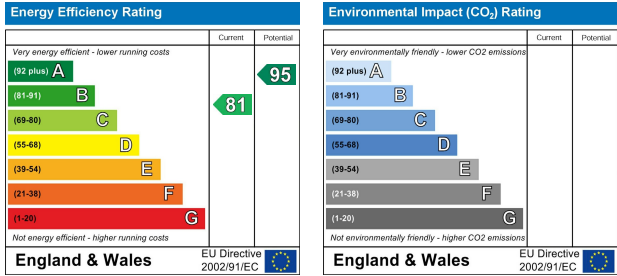 Energy Efficiency Rating
Current Potential
Very energy efficient - lower running costs
(92 plus) A
(81-91) B
(69-80) C
(55-68) D
(39-54) E
(21-38) F
(1-20) G
81
95
Not energy efficient - higher running costs
England & Wales
EU Directive
2002/91/EC
Environmental Impact (CO2) Rating
Current Potential
Very environmentally friendly - lower CO2 emissions
(92 plus) A
(81-91) B
(69-80) C
(55-68) D
(39-54) E
(21-38) F
(1-20) G
Not environmentally friendly - higher CO2 emissions
England & Wales
EU Directive
2002/91/EC